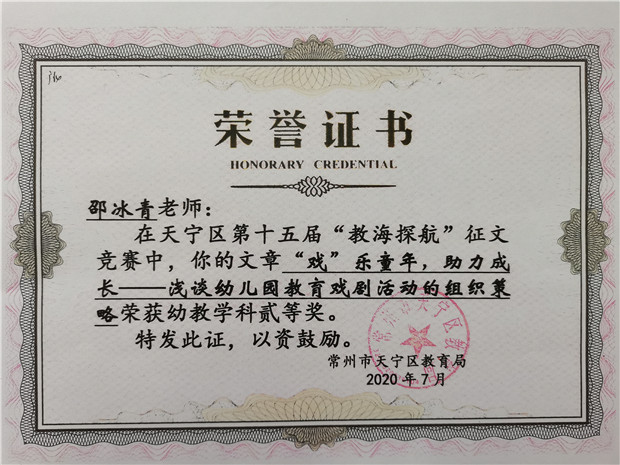 荣誉证书
HONORARY CREDENTIAL
邵冰青老师：
在天宁区第十五届“教海探航”征文
竞赛中，你的文章“戏”乐童年，助力成
长——浅谈幼儿园教育戏剧活动的组织策
略荣获幼教学科贰等奖。
特发此证，以资鼓励。
常州市天宁区教育局
2020年7月